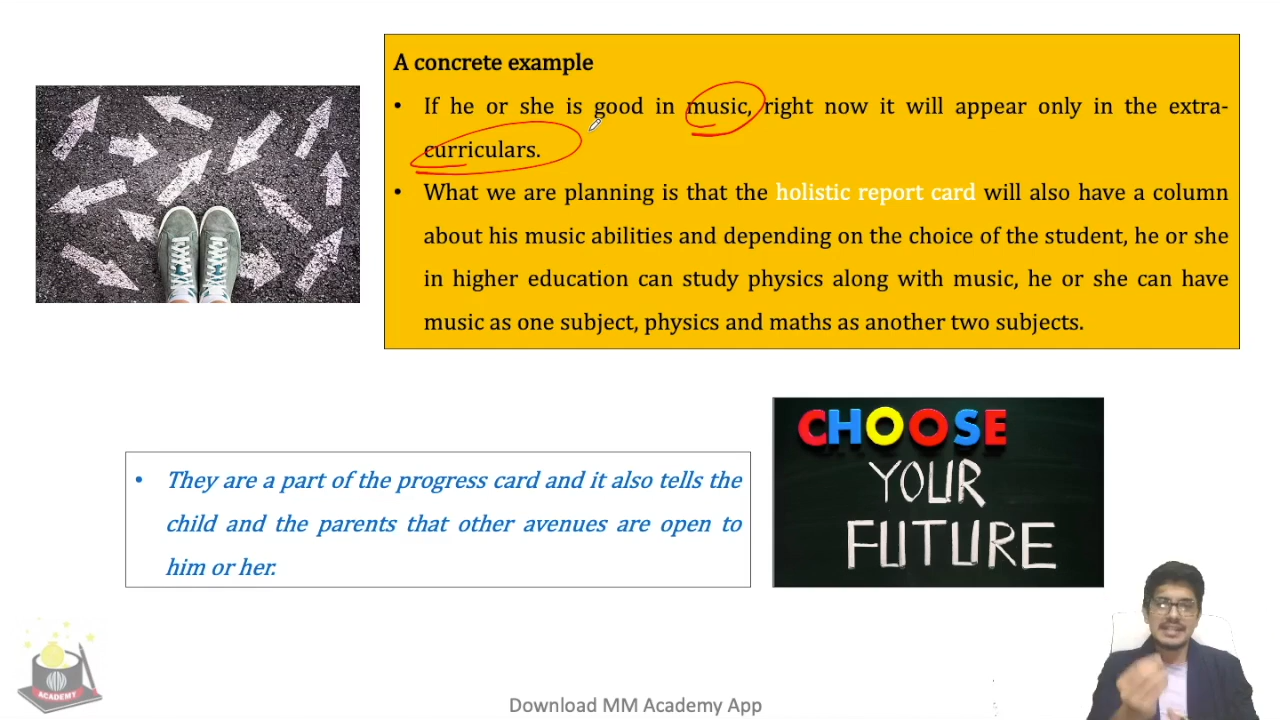 A concrete example
• If he or she is good in music, right now it will appear only in the extra-
curriculars.
• What we are planning is that the holistic report card will also have a column
about his music abilities and depending on the choice of the student, he or she
in higher education can study physics along with music, he or she can have
music as one subject, physics and maths as another two subjects.
CHOOSE
YOUR
FUTURE
• They are a part of the progress card and it also tells the
child and the parents that other avenues are open to
him or her.
MM
ACADEMY
Download MM Academy App